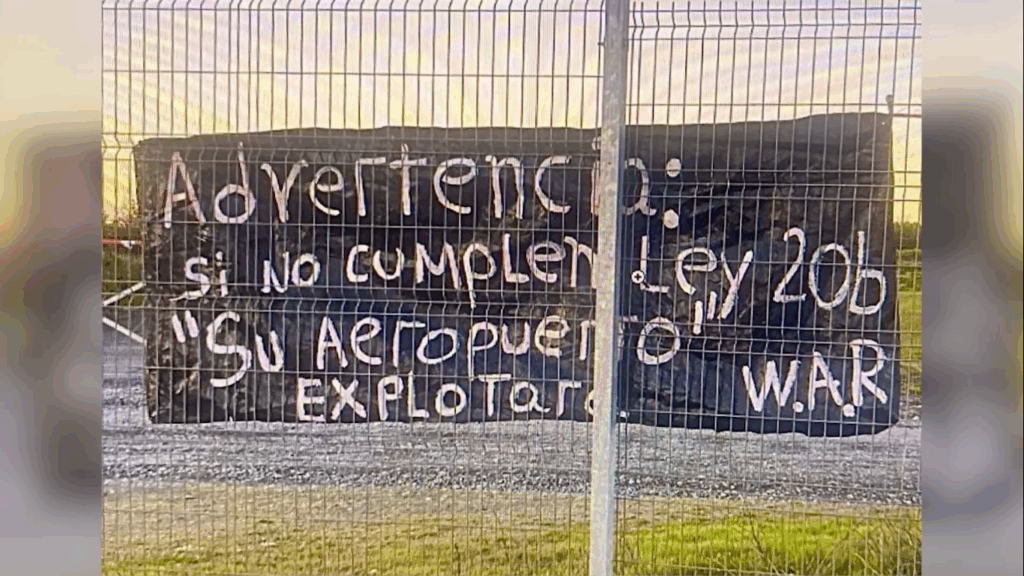 Advertencia:
si No cumplen Ley 20b
"Su Aeropuerto"
EXPLOTARa W.A.R